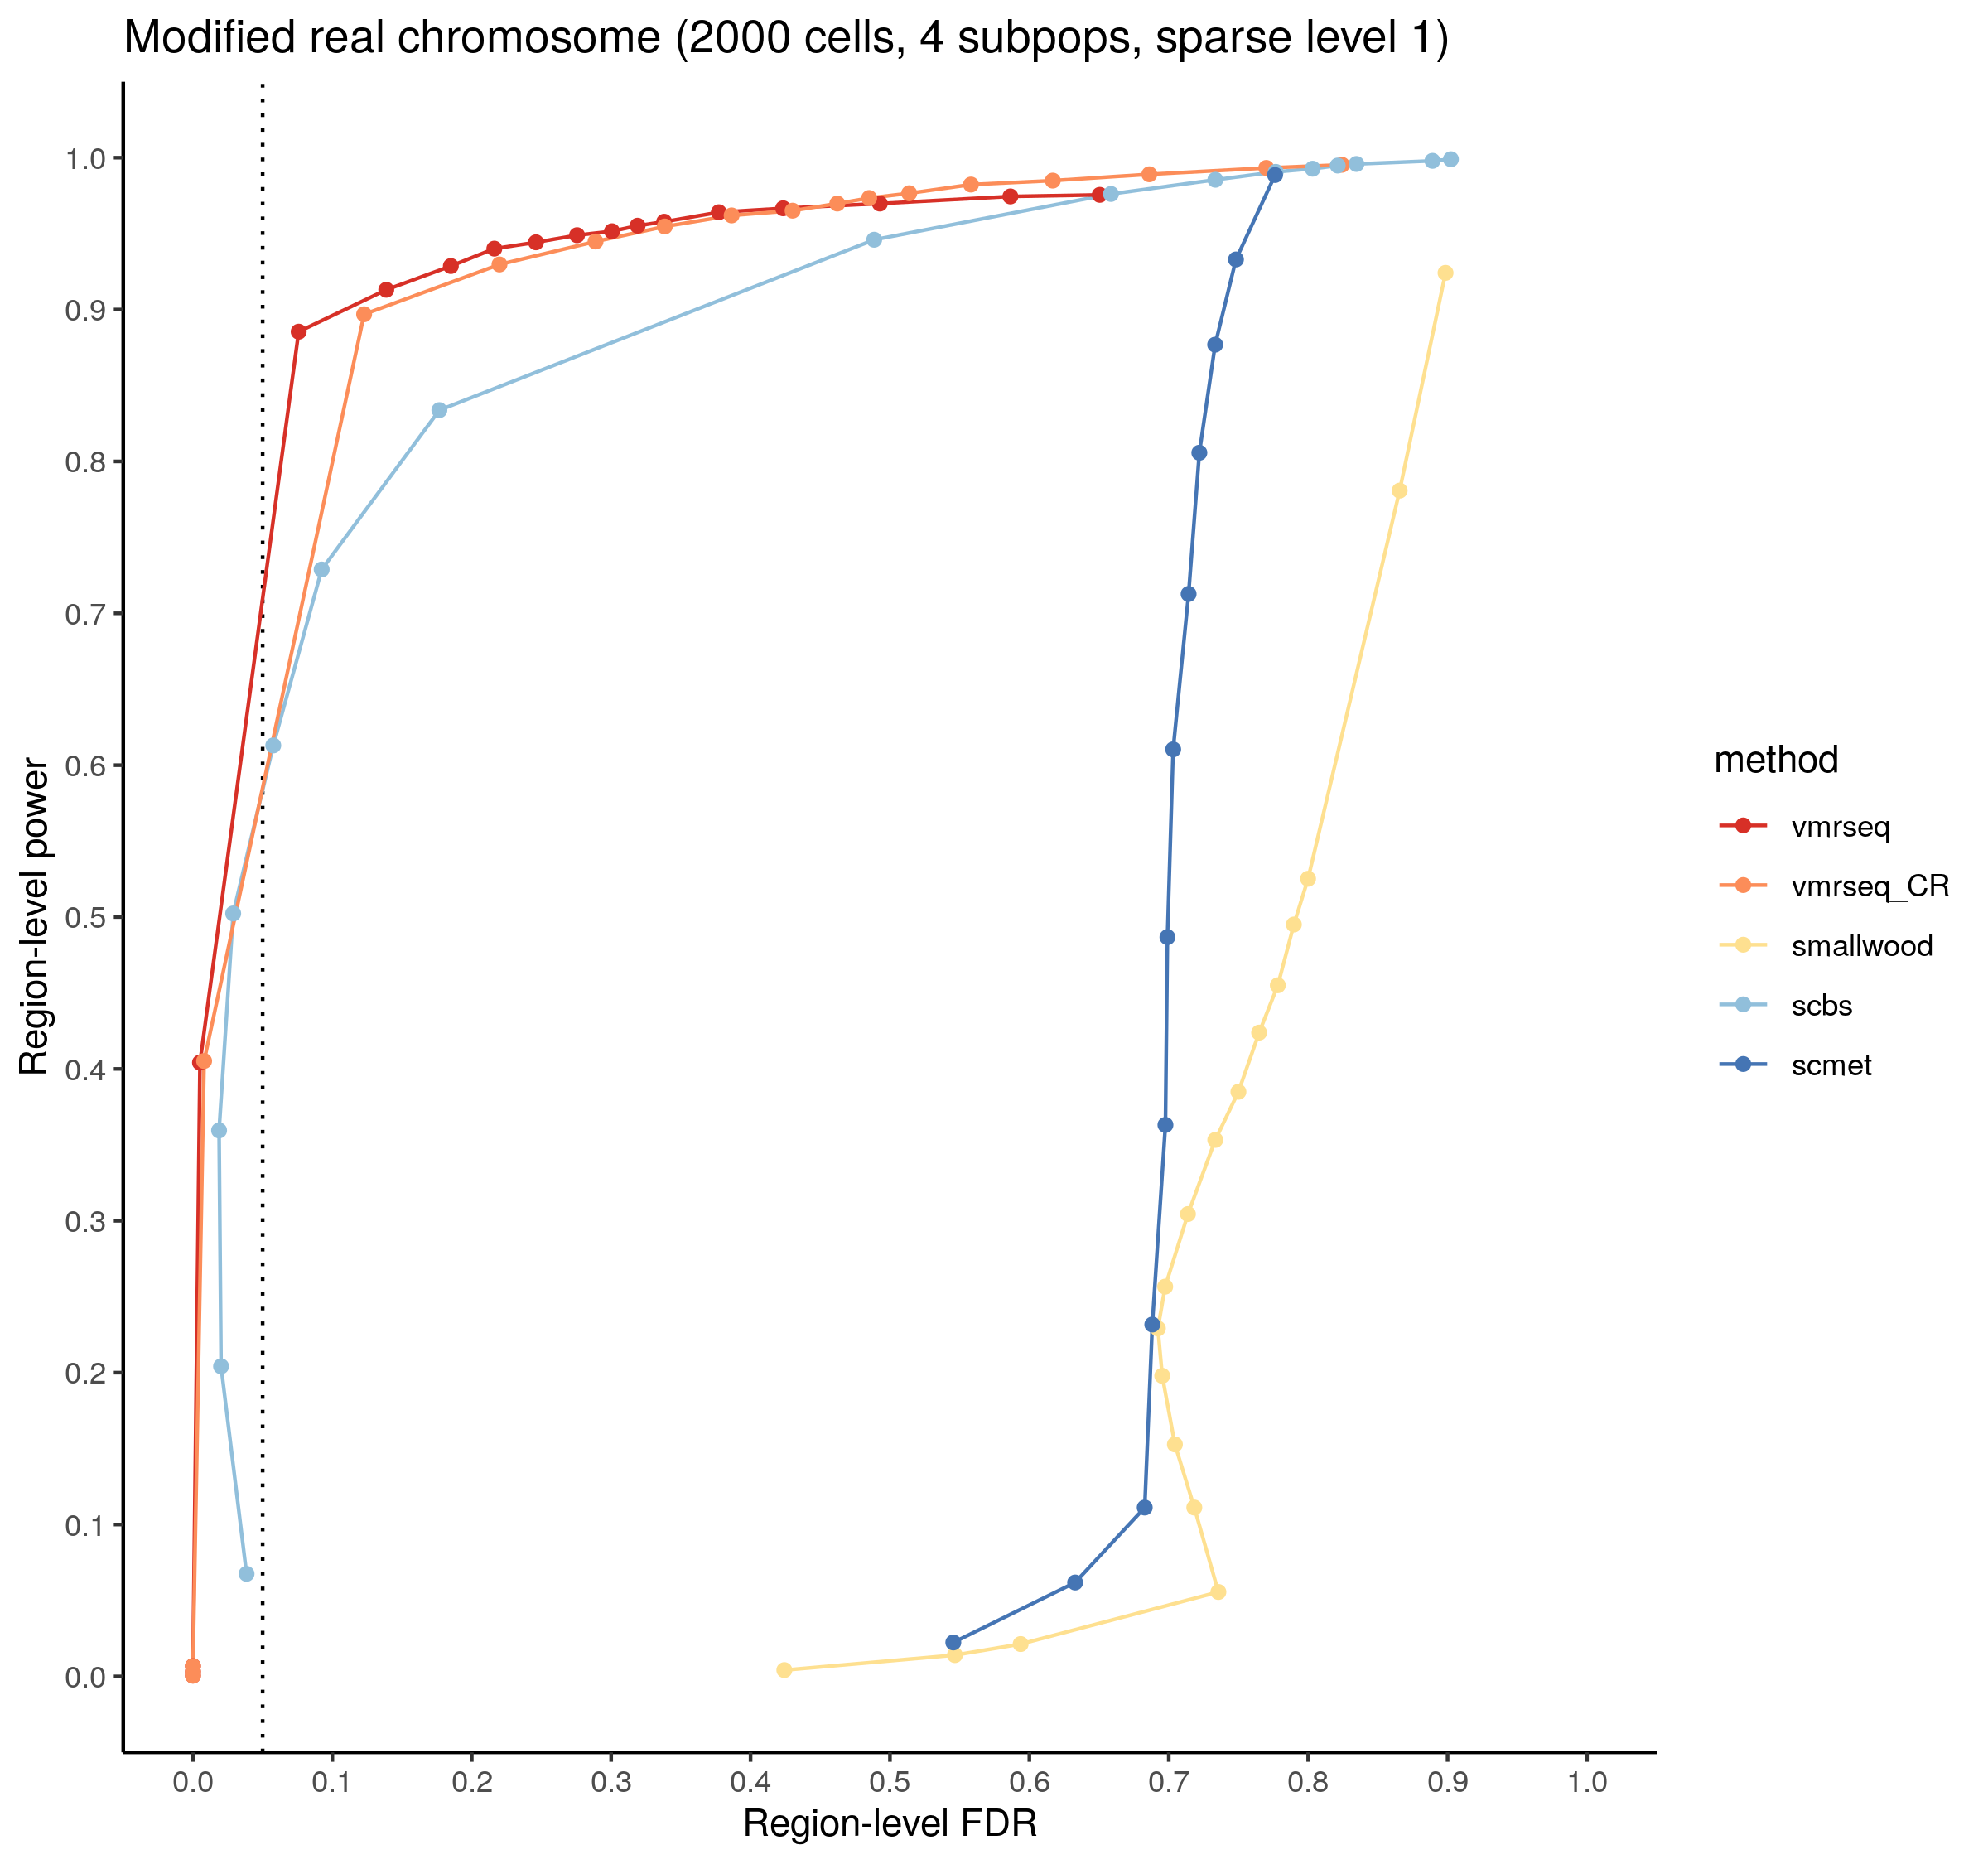 Modified real chromosome (2000 cells, 4 subpops, sparse level 1)
Region-level power
1.0
0.9
0.8
0.7
0.6
0.5
0.4
0.3
0.2
0.1
0.0
0.0 0.1 0.2 0.3 0.4 0.5 0.6 0.7 0.8 0.9 1.0
Region-level FDR
method
vmrseq
vmrseq_CR
smallwood
scbs
scmet